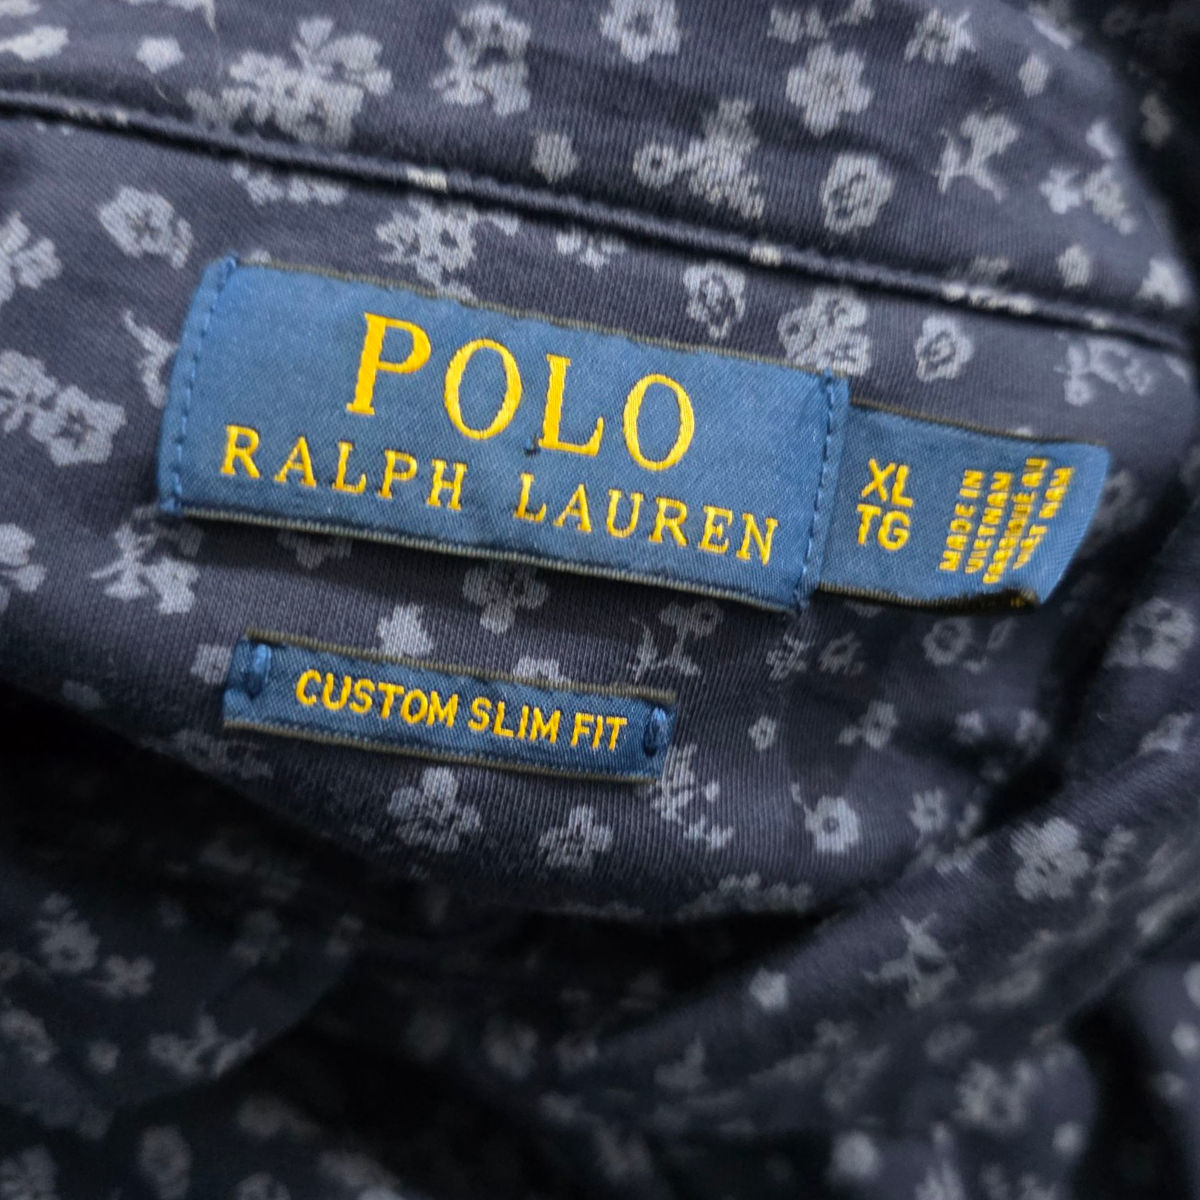 POLO
RALPH LAUREN
XL
TG
MADE IN
VIETNAM
FABRIQUÉ AU
VIET NAM
CUSTOM SLIM FIT